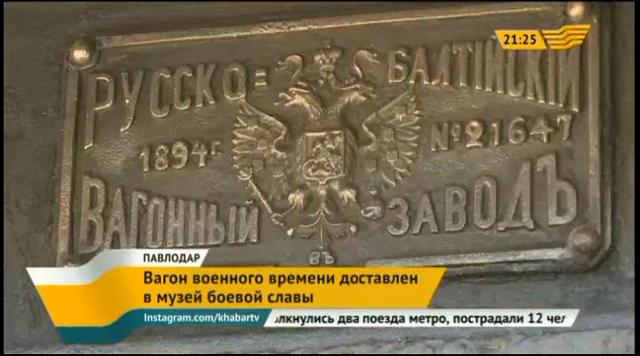 21:25
РУССКО= БАЛТІЙСКІЙ
1894г. №21647
ВАГОННЫЙ ЗАВОДЪ
въ
ПАВЛОДАР
Вагон военного времени доставлен
в музей боевой славы
Instagram.com/khabartv олкнулись два поезда метро, пострадали 12 чел